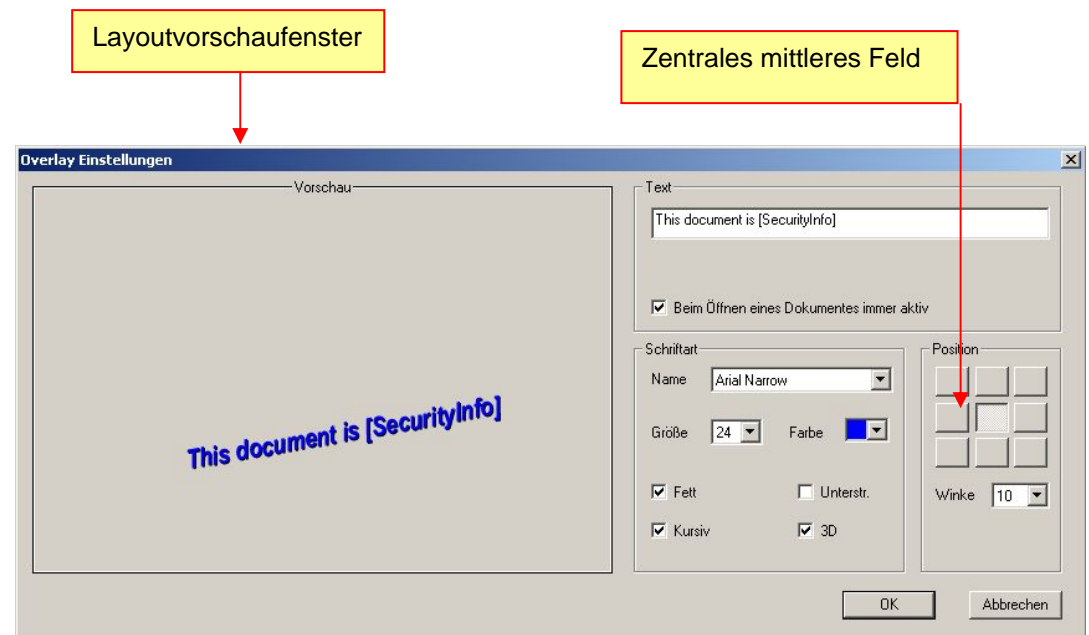 Layoutvorschaufenster
Zentrales mittleres Feld
Overlay Einstellungen
Vorschau
This document is [SecurityInfo]
Text
This document is [SecurityInfo]
Beim Öffnen eines Dokumentes immer aktiv
Schriftart
Name Arial Narrow
Größe 24 Farbe
Fett Unterstr.
Kursiv 3D
Position
Winke 10
OK Abbrechen